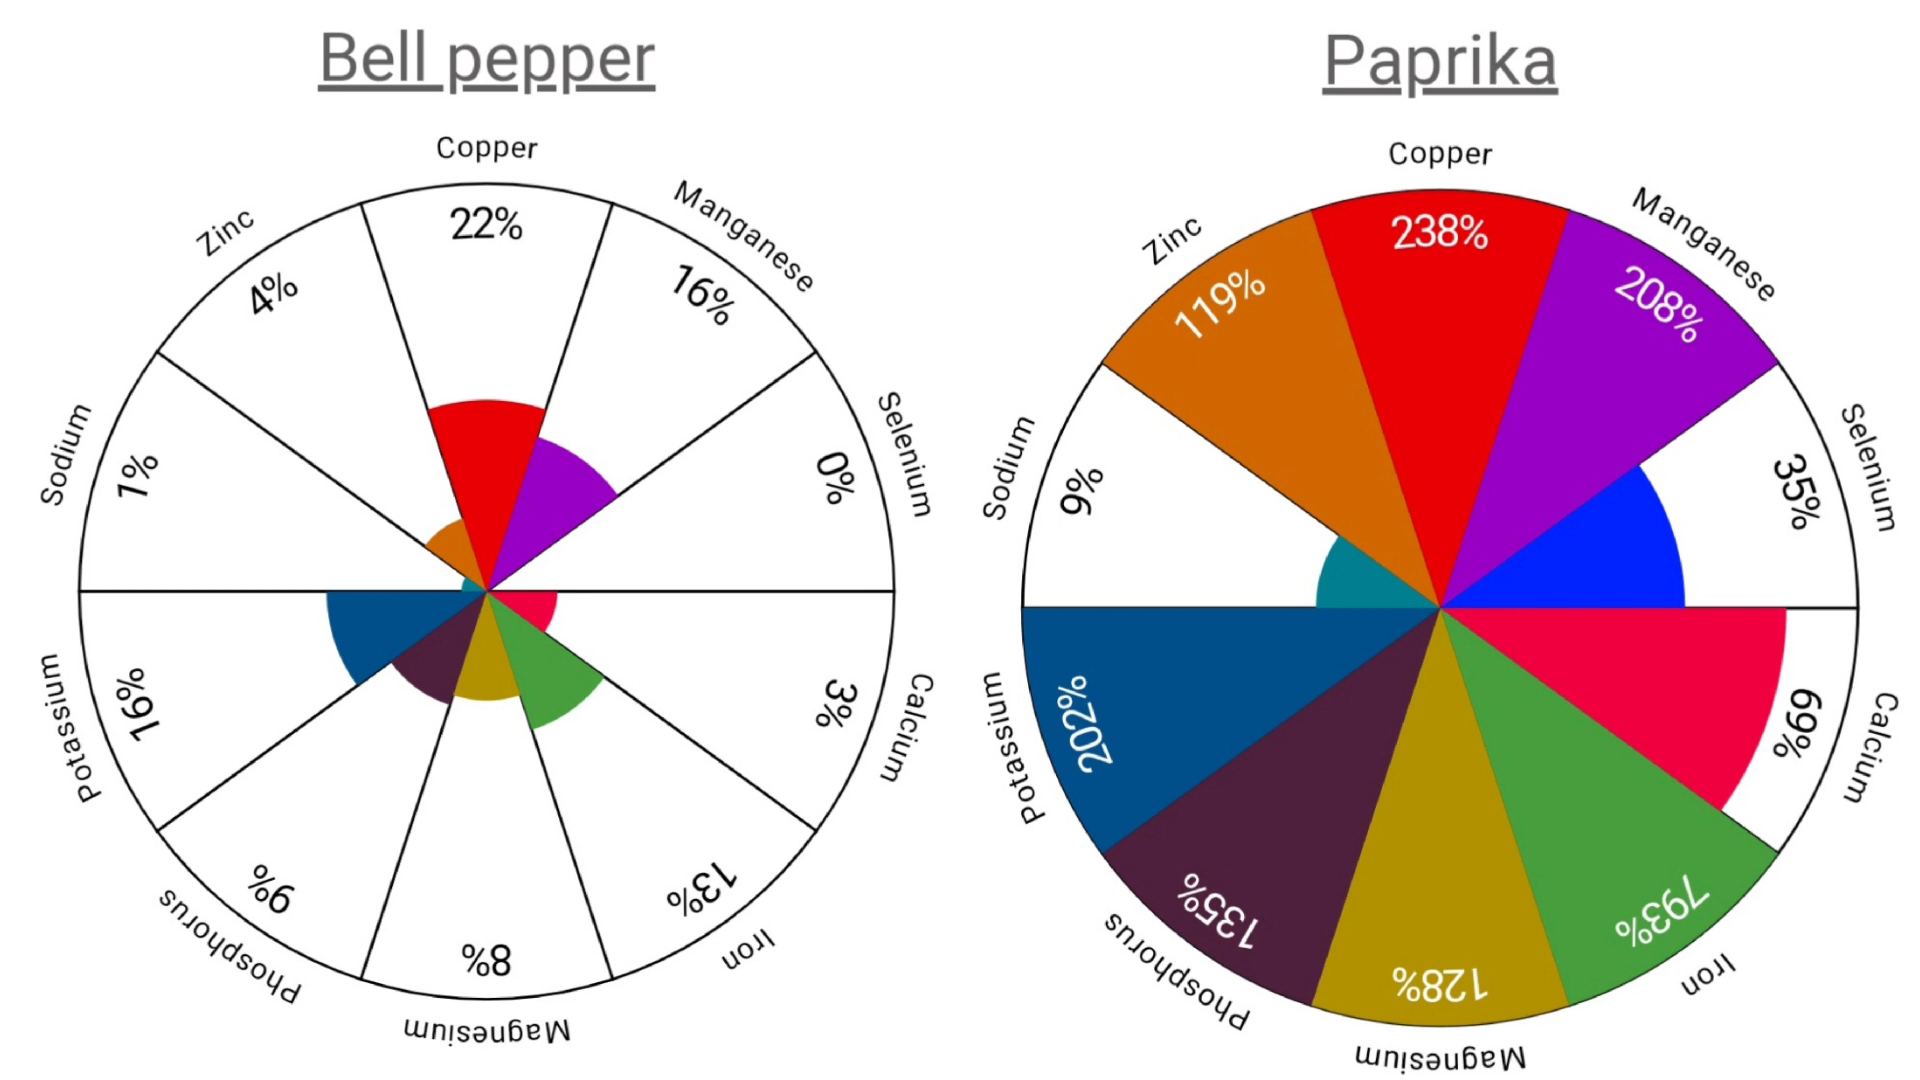 Bell pepper
Copper
22%
Manganese
16%
Selenium
0%
Calcium
3%
Iron
13%
Magnesium
8%
Phosphorus
9%
Potassium
16%
Sodium
1%
Zinc
4%
Paprika
Copper
238%
Manganese
208%
Selenium
35%
Calcium
69%
Iron
793%
Magnesium
128%
Phosphorus
135%
Potassium
202%
Sodium
9%
Zinc
119%